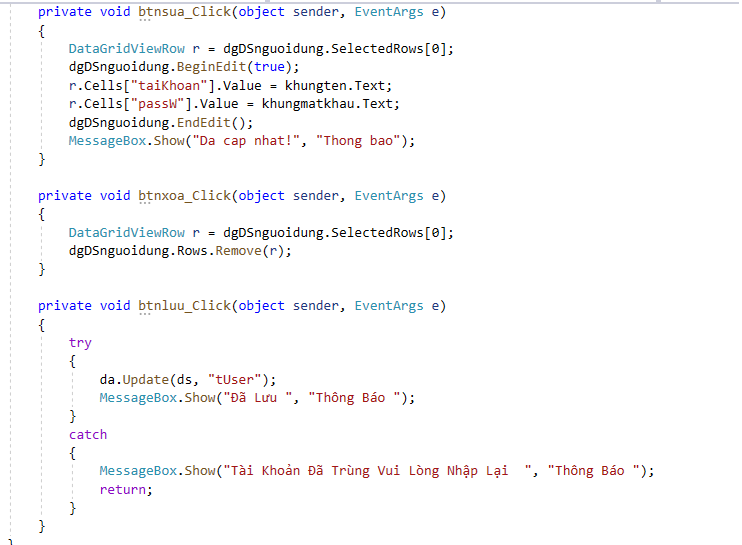 private void btnsua_Click(object sender, EventArgs e)
{
DataGridViewRow r = dgDSnguoidung.SelectedRows[0];
dgDSnguoidung.BeginEdit(true);
r.Cells["taiKhoan"].Value = khungten.Text;
r.Cells["passW"].Value = khungmatkhau.Text;
dgDSnguoidung.EndEdit();
MessageBox.Show("Da cap nhat!", "Thong bao");
}
private void btnxoa_Click(object sender, EventArgs e)
{
DataGridViewRow r = dgDSnguoidung.SelectedRows[0];
dgDSnguoidung.Rows.Remove(r);
}
private void btnluu_Click(object sender, EventArgs e)
{
try
{
da.Update(ds, "tUser");
MessageBox.Show("Đã Lưu ", "Thông Báo ");
}
catch
{
MessageBox.Show("Tài Khoản Đã Trùng Vui Lòng Nhập Lại  ", "Thông Báo ");
return;
}
}
}